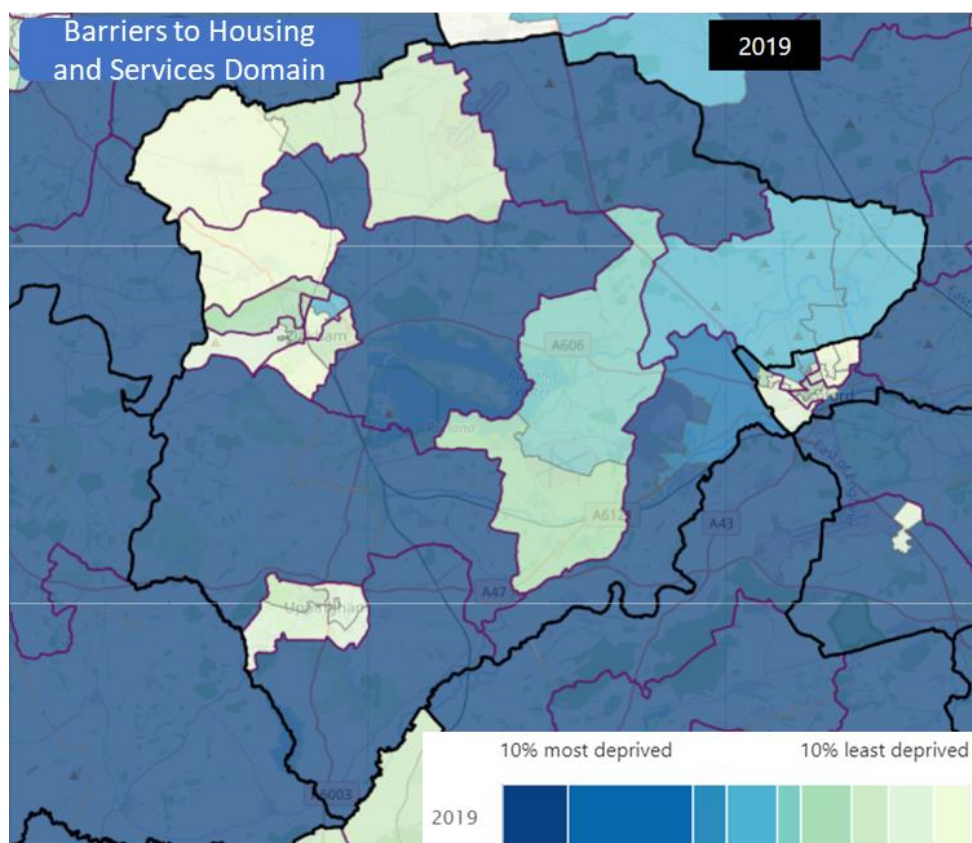 Barriers to Housing
and Services Domain
2019
A606
A6121
A43
A47
Uppingham
A6003
10% most deprived
10% least deprived
2019